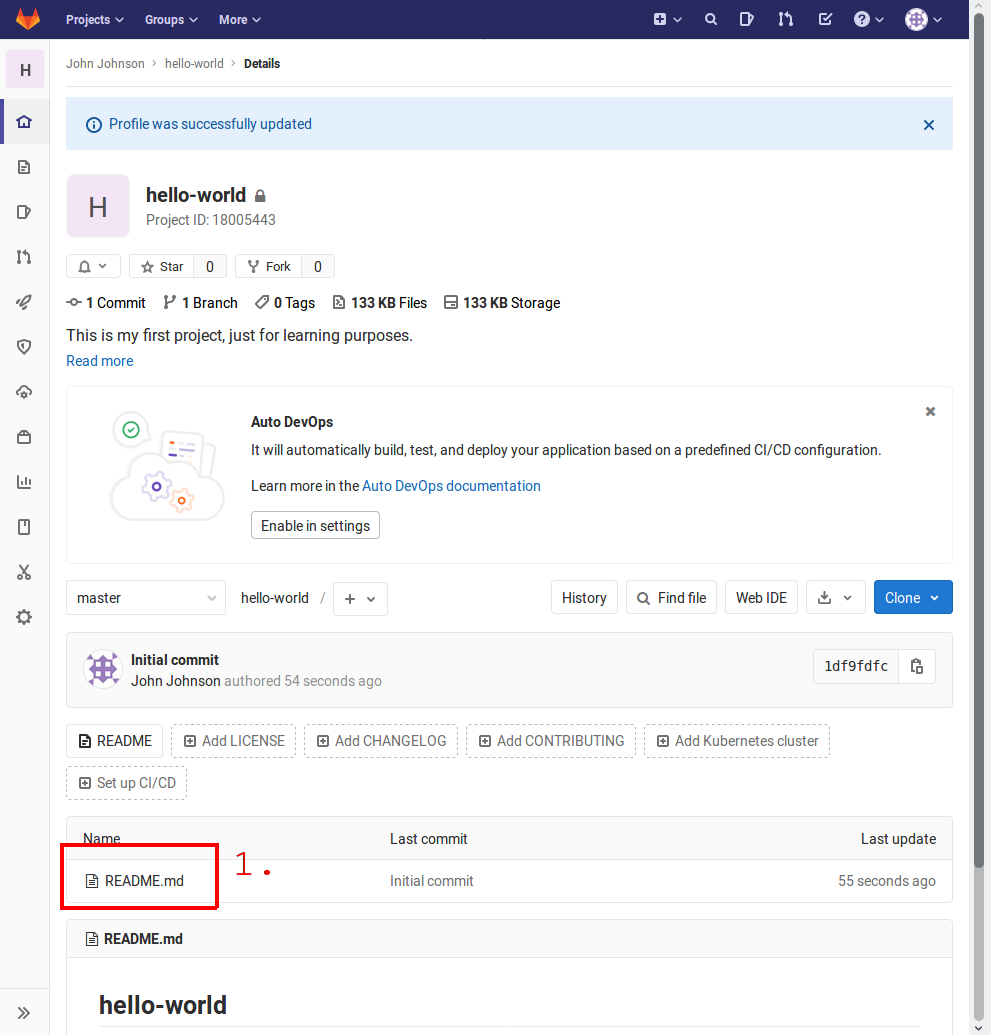 Projects Groups More
H
John Johnson > hello-world > Details
Profile was successfully updated
H
hello-world
Project ID: 18005443
Star 0 Fork 0
1 Commit 1 Branch 0 Tags 133 KB Files 133 KB Storage
This is my first project, just for learning purposes.
Read more
Auto DevOps
It will automatically build, test, and deploy your application based on a predefined CI/CD configuration.
Learn more in the Auto DevOps documentation
Enable in settings
master hello-world / + History Find file Web IDE Clone
Initial commit
John Johnson authored 54 seconds ago
1df9fdfc
README Add LICENSE Add CHANGELOG Add CONTRIBUTING Add Kubernetes cluster
Set up CI/CD
Name Last commit Last update
README.md Initial commit 55 seconds ago
1.
README.md
hello-world